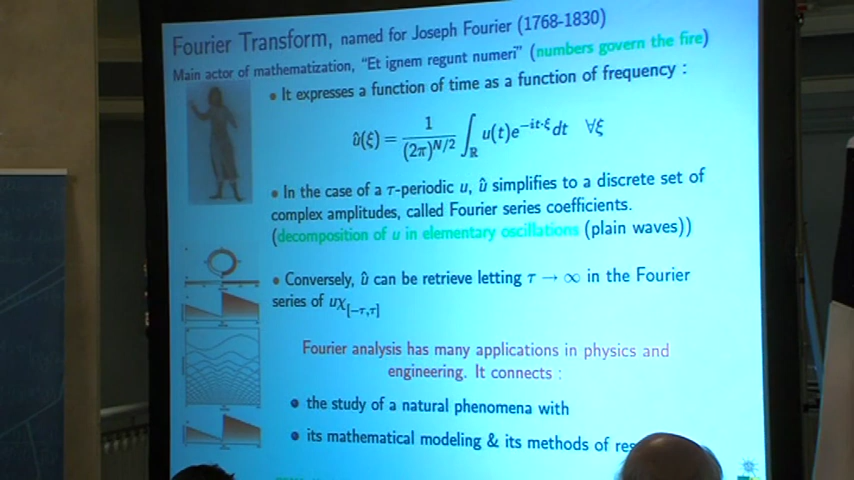 Fourier Transform, named for Joseph Fourier (1768-1830)
Main actor of mathematization, "Et ignem regunt numeri" (numbers govern the fire)
• It expresses a function of time as a function of frequency :
û(ξ) = 1/(2π)^{N/2} ∫_ℝ u(t)e^{−it·ξ}dt ∀ξ
• In the case of a τ-periodic u, û simplifies to a discrete set of
complex amplitudes, called Fourier series coefficients.
(decomposition of u in elementary oscillations (plain waves))
• Conversely, û can be retrieve letting τ → ∞ in the Fourier
series of uχ_{[−τ,τ]}
Fourier analysis has many applications in physics and
engineering. It connects :
• the study of a natural phenomena with
• its mathematical modeling & its methods of